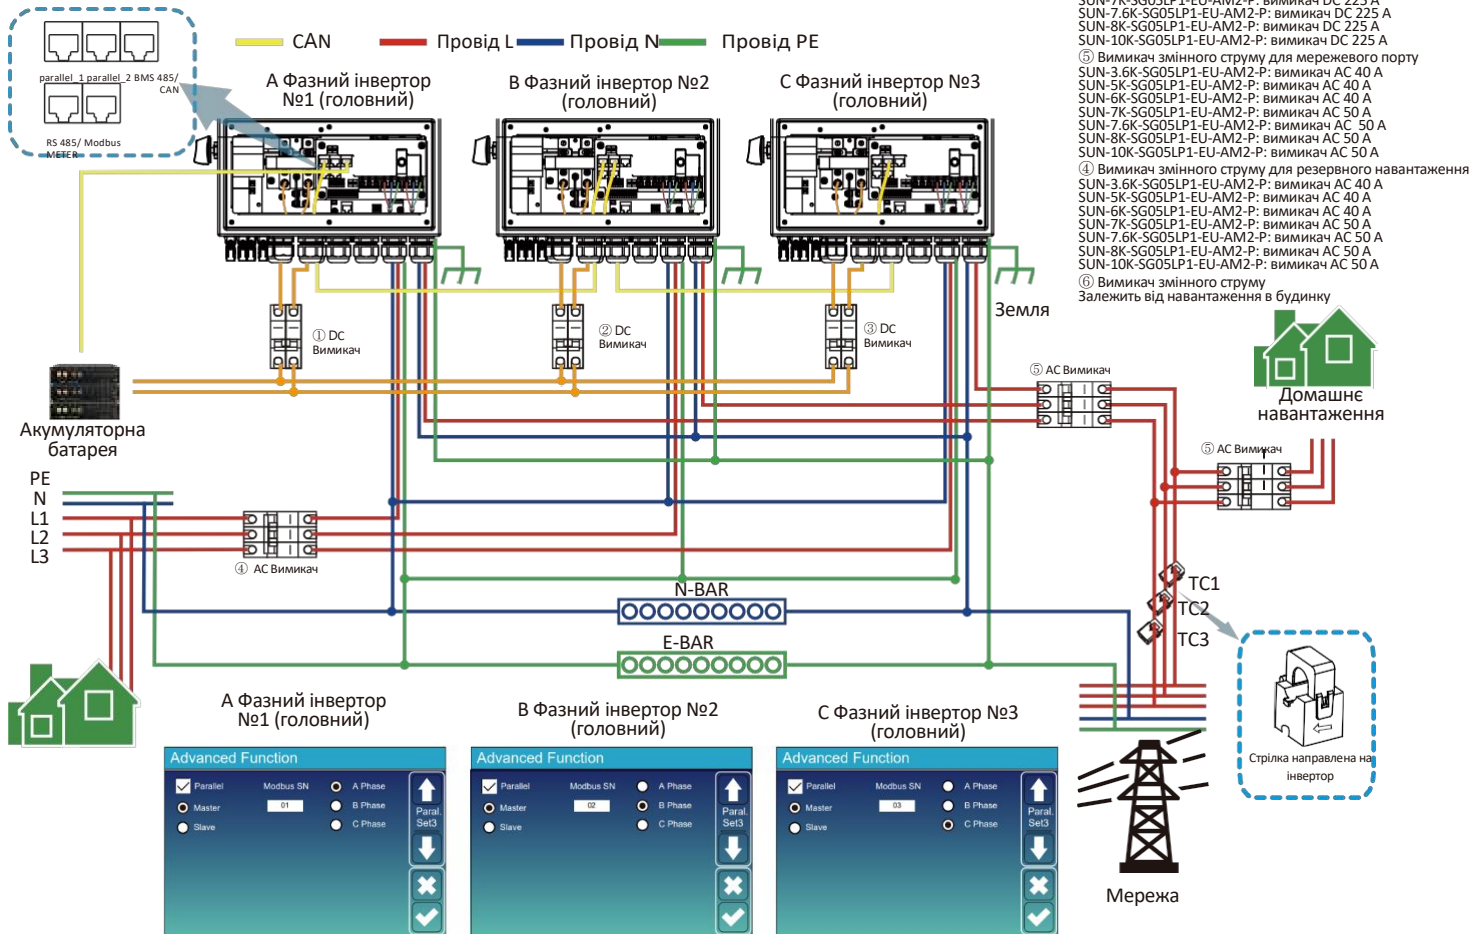 parallel_1 parallel_2 BMS 485/
CAN
RS 485/ Modbus
METER
CAN
Провід L
Провід N
Провід PE
А Фазний інвертор
№1 (головний)
В Фазний інвертор №2
(головний)
С Фазний інвертор №3
(головний)
SUN-7K-SG05LP1-EU-AM2-P: вимикач DC 225 А
SUN-7.6K-SG05LP1-EU-AM2-P: вимикач DC 225 А
SUN-8K-SG05LP1-EU-AM2-P: вимикач DC 225 А
SUN-10K-SG05LP1-EU-AM2-P: вимикач DC 225 А
⑤ Вимикач змінного струму для мережевого порту
SUN-3.6K-SG05LP1-EU-AM2-P: вимикач AC 40 А
SUN-5K-SG05LP1-EU-AM2-P: вимикач AC 40 А
SUN-6K-SG05LP1-EU-AM2-P: вимикач AC 40 А
SUN-7K-SG05LP1-EU-AM2-P: вимикач AC 50 А
SUN-7.6K-SG05LP1-EU-AM2-P: вимикач AC 50 А
SUN-8K-SG05LP1-EU-AM2-P: вимикач AC 50 А
SUN-10K-SG05LP1-EU-AM2-P: вимикач AC 50 А
④ Вимикач змінного струму для резервного навантаження
SUN-3.6K-SG05LP1-EU-AM2-P: вимикач AC 40 А
SUN-5K-SG05LP1-EU-AM2-P: вимикач AC 40 А
SUN-6K-SG05LP1-EU-AM2-P: вимикач AC 40 А
SUN-7K-SG05LP1-EU-AM2-P: вимикач AC 50 А
SUN-7.6K-SG05LP1-EU-AM2-P: вимикач AC 50 А
SUN-8K-SG05LP1-EU-AM2-P: вимикач AC 50 А
SUN-10K-SG05LP1-EU-AM2-P: вимикач AC 50 А
⑥ Вимикач змінного струму
Залежить від навантаження в будинку
Земля
① DC
Вимикач
② DC
Вимикач
③ DC
Вимикач
⑤ AC Вимикач
Домашнє
навантаження
⑤ AC Вимикач
Акумуляторна
батарея
PE
N
L1
L2
L3
④ AC Вимикач
N-BAR
E-BAR
TC1
TC2
TC3
Стрілка направлена на
інвертор
Мережа
А Фазний інвертор
№1 (головний)
В Фазний інвертор №2
(головний)
С Фазний інвертор №3
(головний)
Advanced Function
Parallel
Modbus SN
A Phase
Master
01
B Phase
Slave
C Phase
Paral.
Set3
Advanced Function
Parallel
Modbus SN
A Phase
Master
02
B Phase
Slave
C Phase
Paral.
Set3
Advanced Function
Parallel
Modbus SN
A Phase
Master
03
B Phase
Slave
C Phase
Paral.
Set3